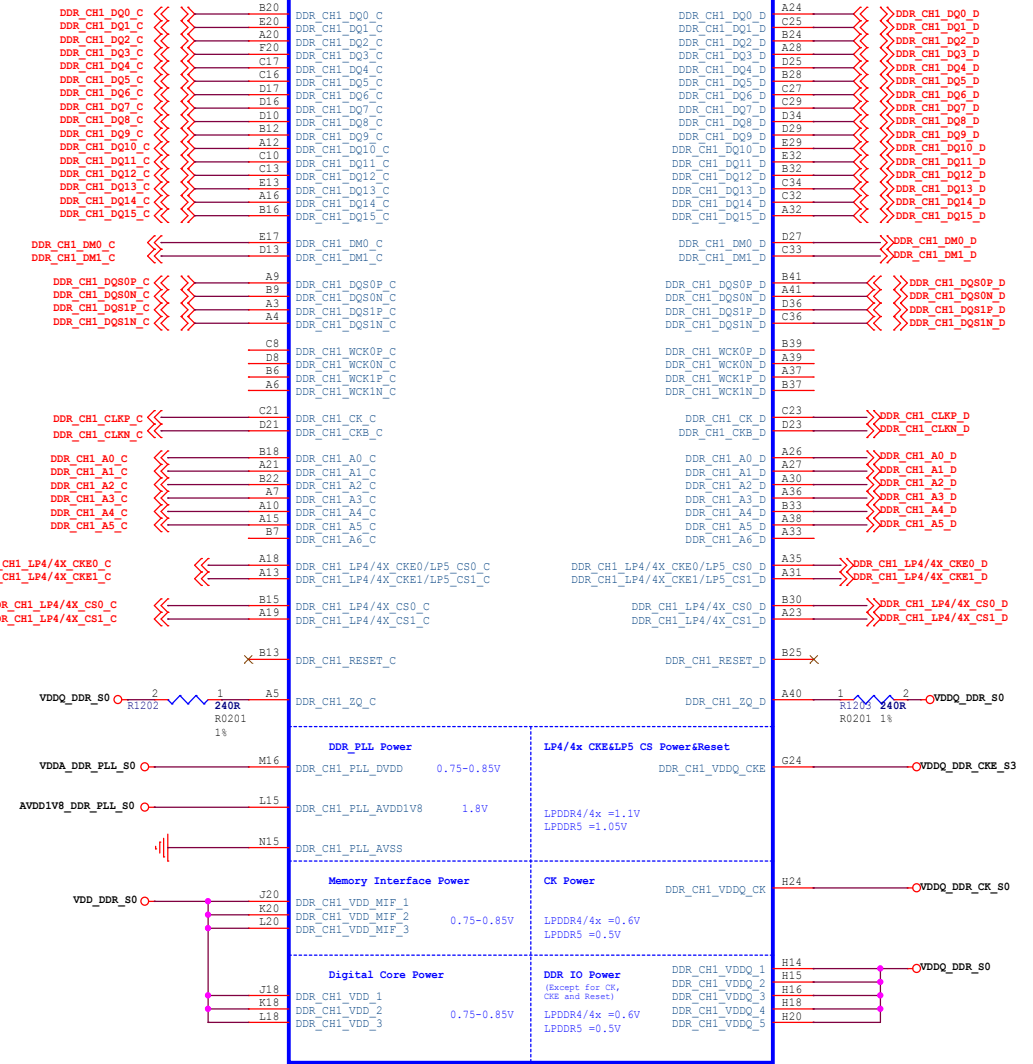 DDR_CH1_DQ0_C B20 DDR_CH1_DQ0_C DDR_CH1_DQ0_D A24 DDR_CH1_DQ0_D
DDR_CH1_DQ1_C E20 DDR_CH1_DQ1_C DDR_CH1_DQ1_D C25 DDR_CH1_DQ1_D
DDR_CH1_DQ2_C A20 DDR_CH1_DQ2_C DDR_CH1_DQ2_D B24 DDR_CH1_DQ2_D
DDR_CH1_DQ3_C F20 DDR_CH1_DQ3_C DDR_CH1_DQ3_D A28 DDR_CH1_DQ3_D
DDR_CH1_DQ4_C C17 DDR_CH1_DQ4_C DDR_CH1_DQ4_D D25 DDR_CH1_DQ4_D
DDR_CH1_DQ5_C C16 DDR_CH1_DQ5_C DDR_CH1_DQ5_D B28 DDR_CH1_DQ5_D
DDR_CH1_DQ6_C D17 DDR_CH1_DQ6_C DDR_CH1_DQ6_D C27 DDR_CH1_DQ6_D
DDR_CH1_DQ7_C D16 DDR_CH1_DQ7_C DDR_CH1_DQ7_D C29 DDR_CH1_DQ7_D
DDR_CH1_DQ8_C D10 DDR_CH1_DQ8_C DDR_CH1_DQ8_D D34 DDR_CH1_DQ8_D
DDR_CH1_DQ9_C B12 DDR_CH1_DQ9_C DDR_CH1_DQ9_D D29 DDR_CH1_DQ9_D
DDR_CH1_DQ10_C A12 DDR_CH1_DQ10_C DDR_CH1_DQ10_D E29 DDR_CH1_DQ10_D
DDR_CH1_DQ11_C C10 DDR_CH1_DQ11_C DDR_CH1_DQ11_D E32 DDR_CH1_DQ11_D
DDR_CH1_DQ12_C C13 DDR_CH1_DQ12_C DDR_CH1_DQ12_D B32 DDR_CH1_DQ12_D
DDR_CH1_DQ13_C E13 DDR_CH1_DQ13_C DDR_CH1_DQ13_D C34 DDR_CH1_DQ13_D
DDR_CH1_DQ14_C A16 DDR_CH1_DQ14_C DDR_CH1_DQ14_D C32 DDR_CH1_DQ14_D
DDR_CH1_DQ15_C B16 DDR_CH1_DQ15_C DDR_CH1_DQ15_D A32 DDR_CH1_DQ15_D
DDR_CH1_DM0_C E17 DDR_CH1_DM0_C DDR_CH1_DM0_D D27 DDR_CH1_DM0_D
DDR_CH1_DM1_C D13 DDR_CH1_DM1_C DDR_CH1_DM1_D C33 DDR_CH1_DM1_D
DDR_CH1_DQS0P_C A9 DDR_CH1_DQS0P_C DDR_CH1_DQS0P_D B41 DDR_CH1_DQS0P_D
DDR_CH1_DQS0N_C B9 DDR_CH1_DQS0N_C DDR_CH1_DQS0N_D A41 DDR_CH1_DQS0N_D
DDR_CH1_DQS1P_C A3 DDR_CH1_DQS1P_C DDR_CH1_DQS1P_D D36 DDR_CH1_DQS1P_D
DDR_CH1_DQS1N_C A4 DDR_CH1_DQS1N_C DDR_CH1_DQS1N_D C36 DDR_CH1_DQS1N_D
C8 DDR_CH1_WCK0P_C DDR_CH1_WCK0P_D B39
D8 DDR_CH1_WCK0N_C DDR_CH1_WCK0N_D A39
B6 DDR_CH1_WCK1P_C DDR_CH1_WCK1P_D A37
A6 DDR_CH1_WCK1N_C DDR_CH1_WCK1N_D B37
DDR_CH1_CLKP_C C21 DDR_CH1_CK_C DDR_CH1_CK_D C23 DDR_CH1_CLKP_D
DDR_CH1_CLKN_C D21 DDR_CH1_CKB_C DDR_CH1_CKB_D D23 DDR_CH1_CLKN_D
DDR_CH1_A0_C B18 DDR_CH1_A0_C DDR_CH1_A0_D A26 DDR_CH1_A0_D
DDR_CH1_A1_C A21 DDR_CH1_A1_C DDR_CH1_A1_D A27 DDR_CH1_A1_D
DDR_CH1_A2_C B22 DDR_CH1_A2_C DDR_CH1_A2_D A30 DDR_CH1_A2_D
DDR_CH1_A3_C A7 DDR_CH1_A3_C DDR_CH1_A3_D A36 DDR_CH1_A3_D
DDR_CH1_A4_C A10 DDR_CH1_A4_C DDR_CH1_A4_D B33 DDR_CH1_A4_D
DDR_CH1_A5_C A15 DDR_CH1_A5_C DDR_CH1_A5_D A38 DDR_CH1_A5_D
B7 DDR_CH1_A6_C DDR_CH1_A6_D A33
CH1_LP4/4X_CKE0_C A18 DDR_CH1_LP4/4X_CKE0/LP5_CS0_C DDR_CH1_LP4/4X_CKE0/LP5_CS0_D A35 DDR_CH1_LP4/4X_CKE0_D
CH1_LP4/4X_CKE1_C A13 DDR_CH1_LP4/4X_CKE1/LP5_CS1_C DDR_CH1_LP4/4X_CKE1/LP5_CS1_D A31 DDR_CH1_LP4/4X_CKE1_D
R_CH1_LP4/4X_CS0_C B15 DDR_CH1_LP4/4X_CS0_C DDR_CH1_LP4/4X_CS0_D B30 DDR_CH1_LP4/4X_CS0_D
R_CH1_LP4/4X_CS1_C A19 DDR_CH1_LP4/4X_CS1_C DDR_CH1_LP4/4X_CS1_D A23 DDR_CH1_LP4/4X_CS1_D
B13 DDR_CH1_RESET_C DDR_CH1_RESET_D B25
VDDQ_DDR_S0 2 1 A5 DDR_CH1_ZQ_C DDR_CH1_ZQ_D A40 1 2 VDDQ_DDR_S0
R1202 240R R1203 240R
R0201 R0201 1%
1%
DDR_PLL Power LP4/4x CKE&LP5 CS Power&Reset
VDDA_DDR_PLL_S0 M16 DDR_CH1_PLL_DVDD 0.75-0.85V DDR_CH1_VDDQ_CKE G24 VDDQ_DDR_CKE_S3
AVDD1V8_DDR_PLL_S0 L15 DDR_CH1_PLL_AVDD1V8 1.8V LPDDR4/4x =1.1V
LPDDR5 =1.05V
N15 DDR_CH1_PLL_AVSS
Memory Interface Power CK Power
DDR_CH1_VDDQ_CK H24 VDDQ_DDR_CK_S0
VDD_DDR_S0 J20 DDR_CH1_VDD_MIF_1
K20 DDR_CH1_VDD_MIF_2 0.75-0.85V LPDDR4/4x =0.6V
L20 DDR_CH1_VDD_MIF_3 LPDDR5 =0.5V
Digital Core Power DDR IO Power DDR_CH1_VDDQ_1 H14 VDDQ_DDR_S0
(Except for CK, DDR_CH1_VDDQ_2 H15
J18 DDR_CH1_VDD_1 CKE and Reset) DDR_CH1_VDDQ_3 H16
K18 DDR_CH1_VDD_2 0.75-0.85V LPDDR4/4x =0.6V DDR_CH1_VDDQ_4 H18
L18 DDR_CH1_VDD_3 LPDDR5 =0.5V DDR_CH1_VDDQ_5 H20